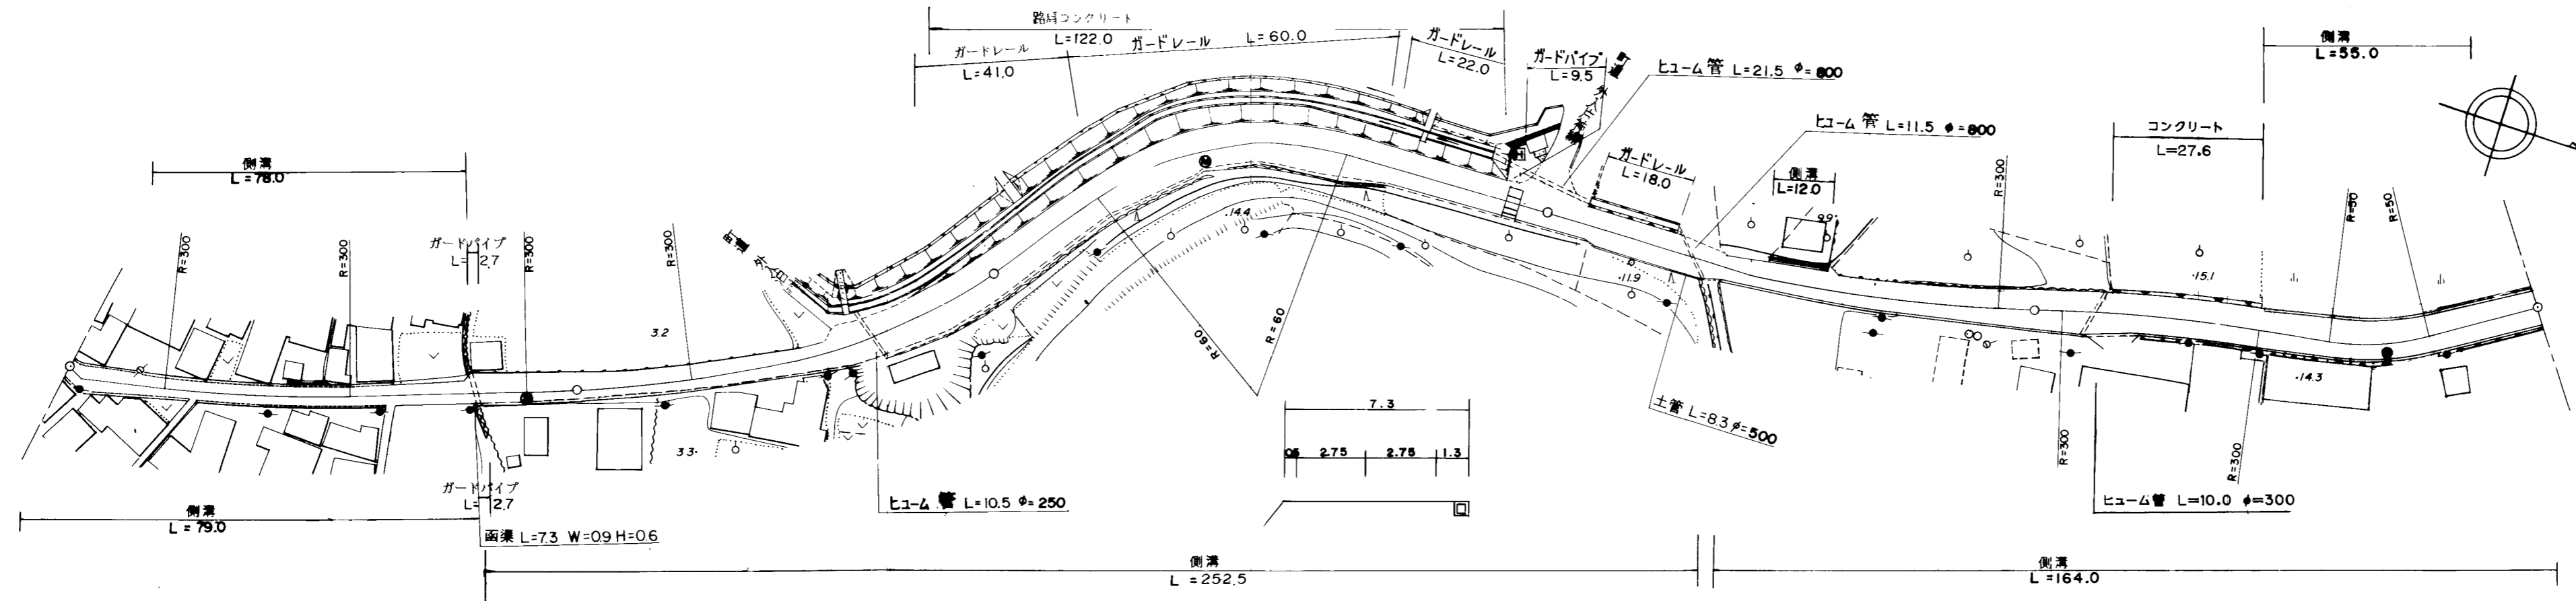 路肩コンクリート
L=122.0
ガードレール
L=41.0
ガードレール L=60.0
ガードレール
L=22.0
ガードパイプ
L=9.5
ヒューム管 L=21.5 φ=800
側溝
L=55.0
ヒューム管 L=11.5 φ=800
コンクリート
L=27.6
側溝
L=78.0
ガードレール
L=18.0
側溝
L=12.0
R=300
R=50
R=50
R=300
R=300
ガードパイプ
L=2.7
R=300
R=300
14.4
9.9
11.9
15.1
3.2
R=60
R=60
14.3
3.3
7.3
0.5 2.75 2.75 1.3
土管 L=8.3 φ=500
R=300
R=300
ガードパイプ
L=2.7
側溝
L=79.0
函渠 L=7.3 W=0.9 H=0.6
ヒューム管 L=10.5 φ=250
ヒューム管 L=10.0 φ=300
側溝
L=252.5
側溝
L=164.0